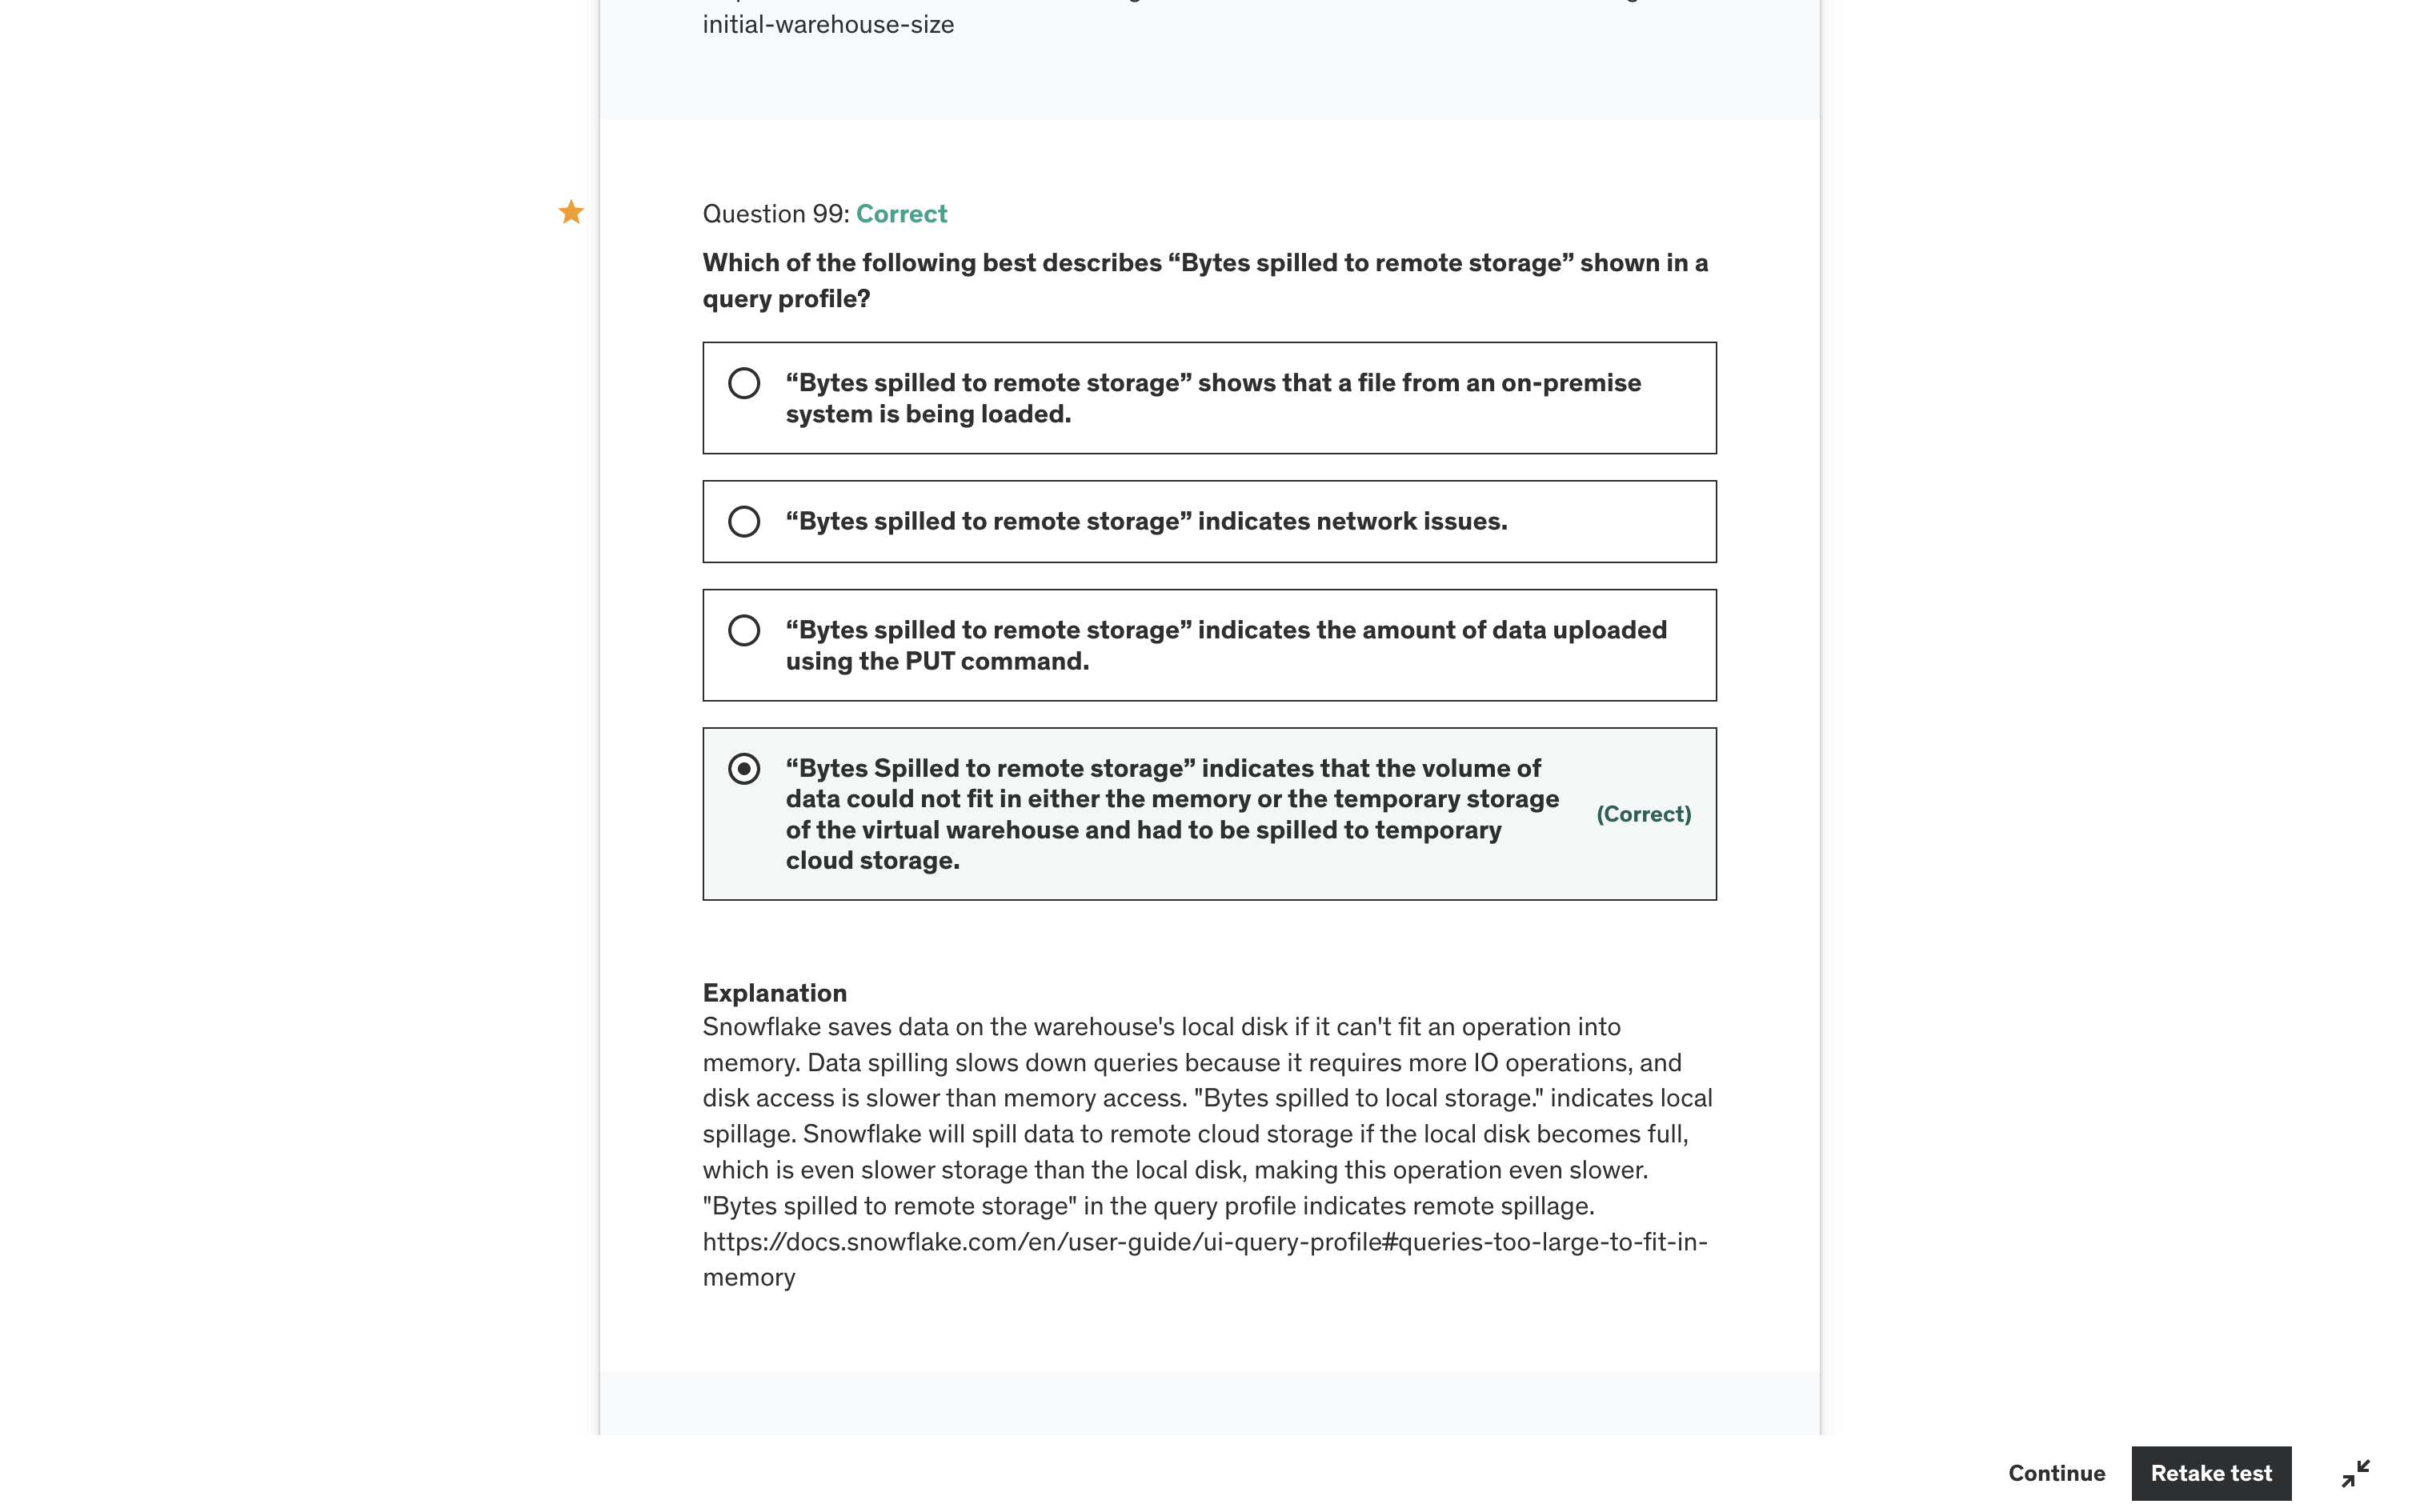 initial-warehouse-size
Question 99: Correct
Which of the following best describes “Bytes spilled to remote storage” shown in a
query profile?
“Bytes spilled to remote storage” shows that a file from an on-premise
system is being loaded.
“Bytes spilled to remote storage” indicates network issues.
“Bytes spilled to remote storage” indicates the amount of data uploaded
using the PUT command.
“Bytes Spilled to remote storage” indicates that the volume of
data could not fit in either the memory or the temporary storage
of the virtual warehouse and had to be spilled to temporary
cloud storage.
(Correct)
Explanation
Snowflake saves data on the warehouse's local disk if it can't fit an operation into
memory. Data spilling slows down queries because it requires more IO operations, and
disk access is slower than memory access. "Bytes spilled to local storage." indicates local
spillage. Snowflake will spill data to remote cloud storage if the local disk becomes full,
which is even slower storage than the local disk, making this operation even slower.
"Bytes spilled to remote storage" in the query profile indicates remote spillage.
https://docs.snowflake.com/en/user-guide/ui-query-profile#queries-too-large-to-fit-in-
memory
Continue
Retake test